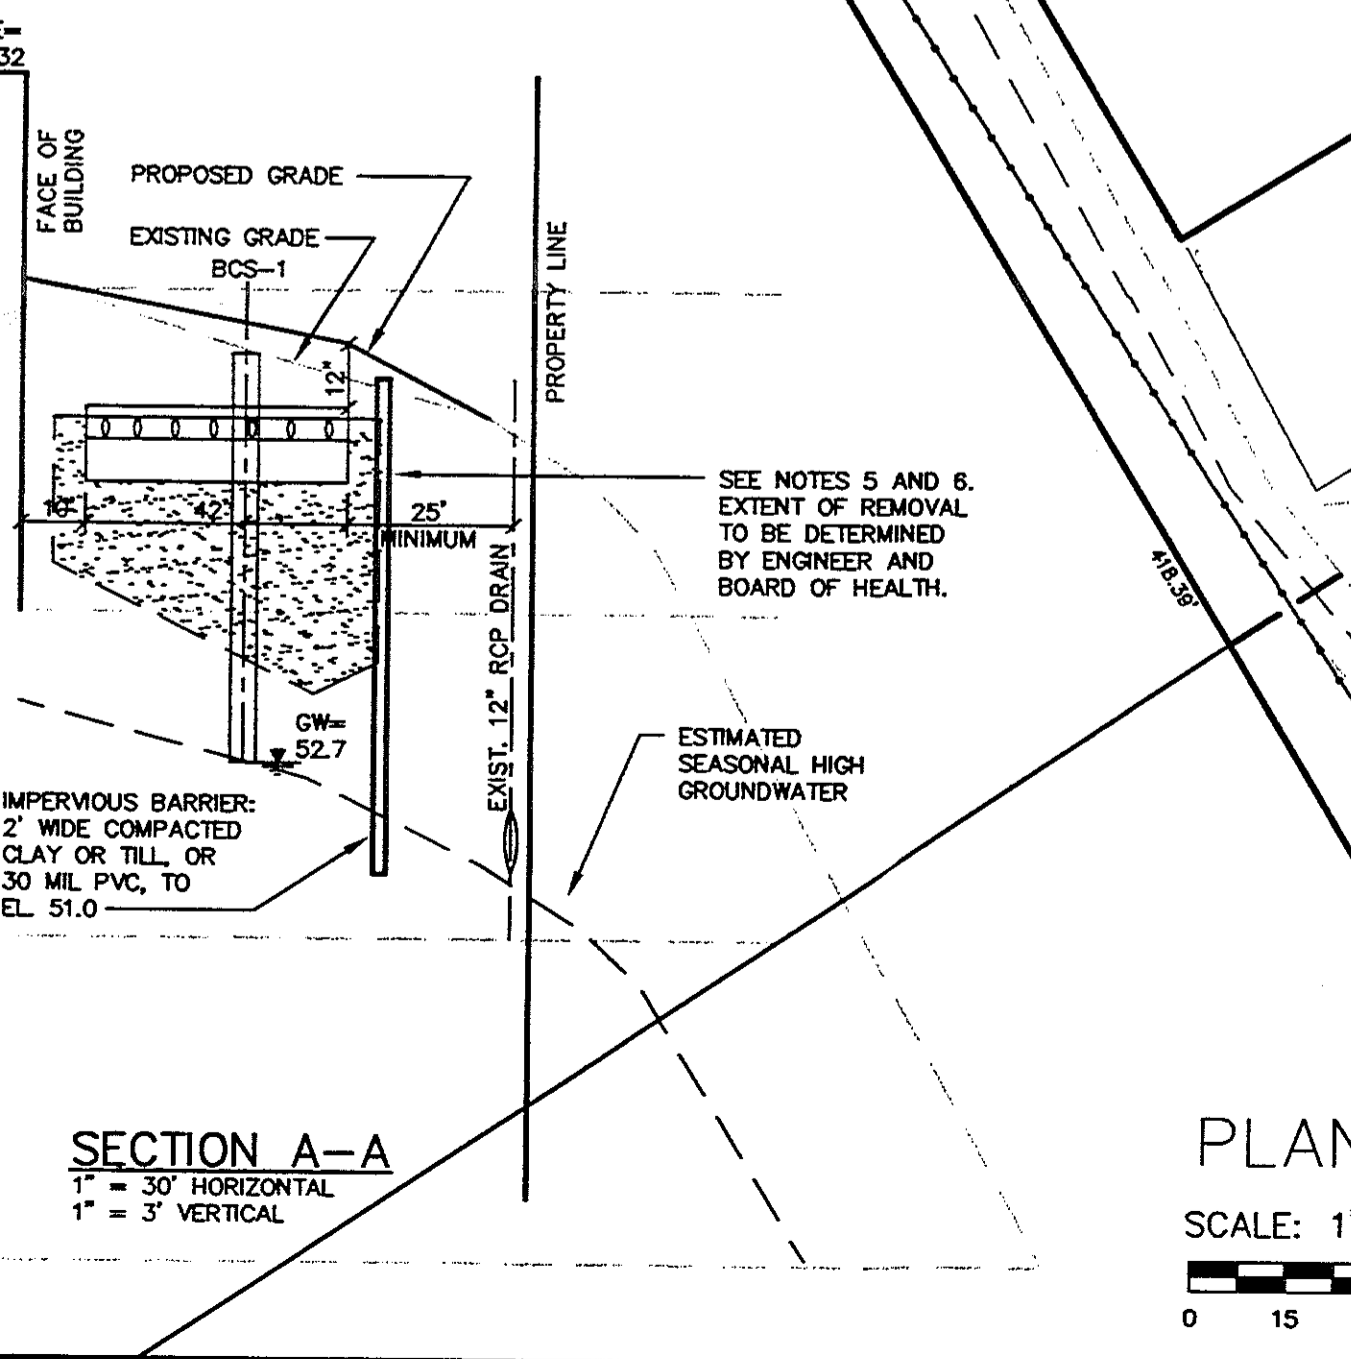 32
FACE OF
BUILDING
PROPOSED GRADE
EXISTING GRADE
BCS-1
PROPERTY LINE
12"
42'
25'
MINIMUM
SEE NOTES 5 AND 6.
EXTENT OF REMOVAL
TO BE DETERMINED
BY ENGINEER AND
BOARD OF HEALTH.
418.39'
EXIST. 12" RCP DRAIN
GW=
52.7
ESTIMATED
SEASONAL HIGH
GROUNDWATER
IMPERVIOUS BARRIER:
2' WIDE COMPACTED
CLAY OR TILL, OR
30 MIL PVC, TO
EL. 51.0
SECTION A-A
1" = 30' HORIZONTAL
1" = 3' VERTICAL
PLAN
SCALE: 1"
0 15